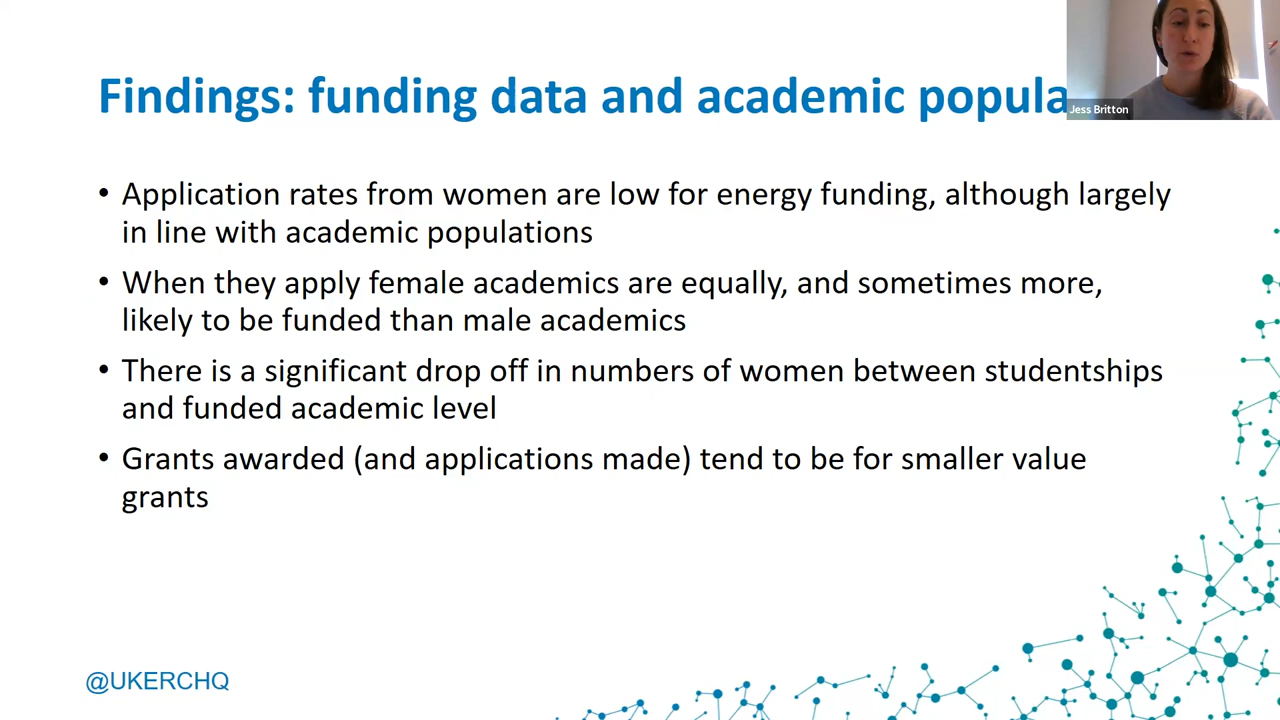 Findings: funding data and academic popula
Jess Britton
• Application rates from women are low for energy funding, although largely
in line with academic populations
• When they apply female academics are equally, and sometimes more,
likely to be funded than male academics
• There is a significant drop off in numbers of women between studentships
and funded academic level
• Grants awarded (and applications made) tend to be for smaller value
grants
@UKERCHQ